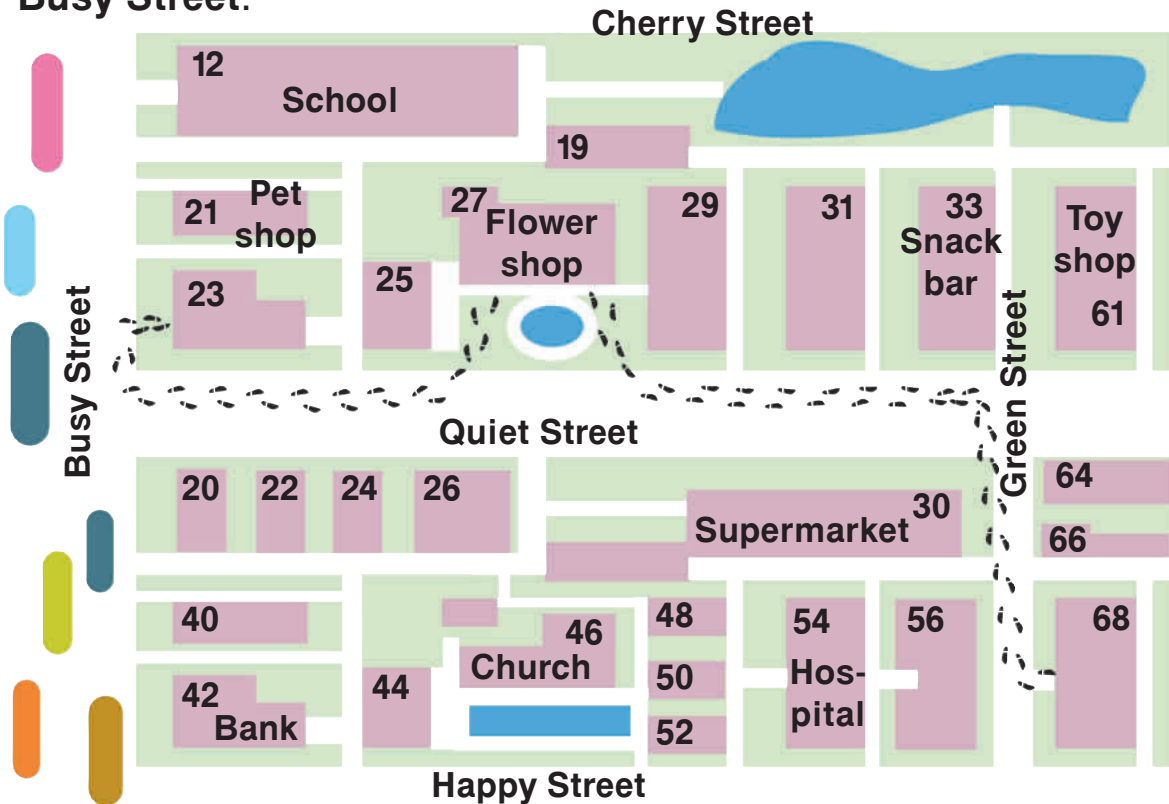 Busy Street.
Cherry Street
12
School
19
21
Pet
shop
27
Flower
shop
29
31
33
Snack
bar
Toy
shop
61
23
25
Busy Street
Green Street
Quiet Street
20
22
24
26
Supermarket
30
64
66
40
46
Church
48
54
Hos-
pital
56
68
42
Bank
44
50
52
Happy Street